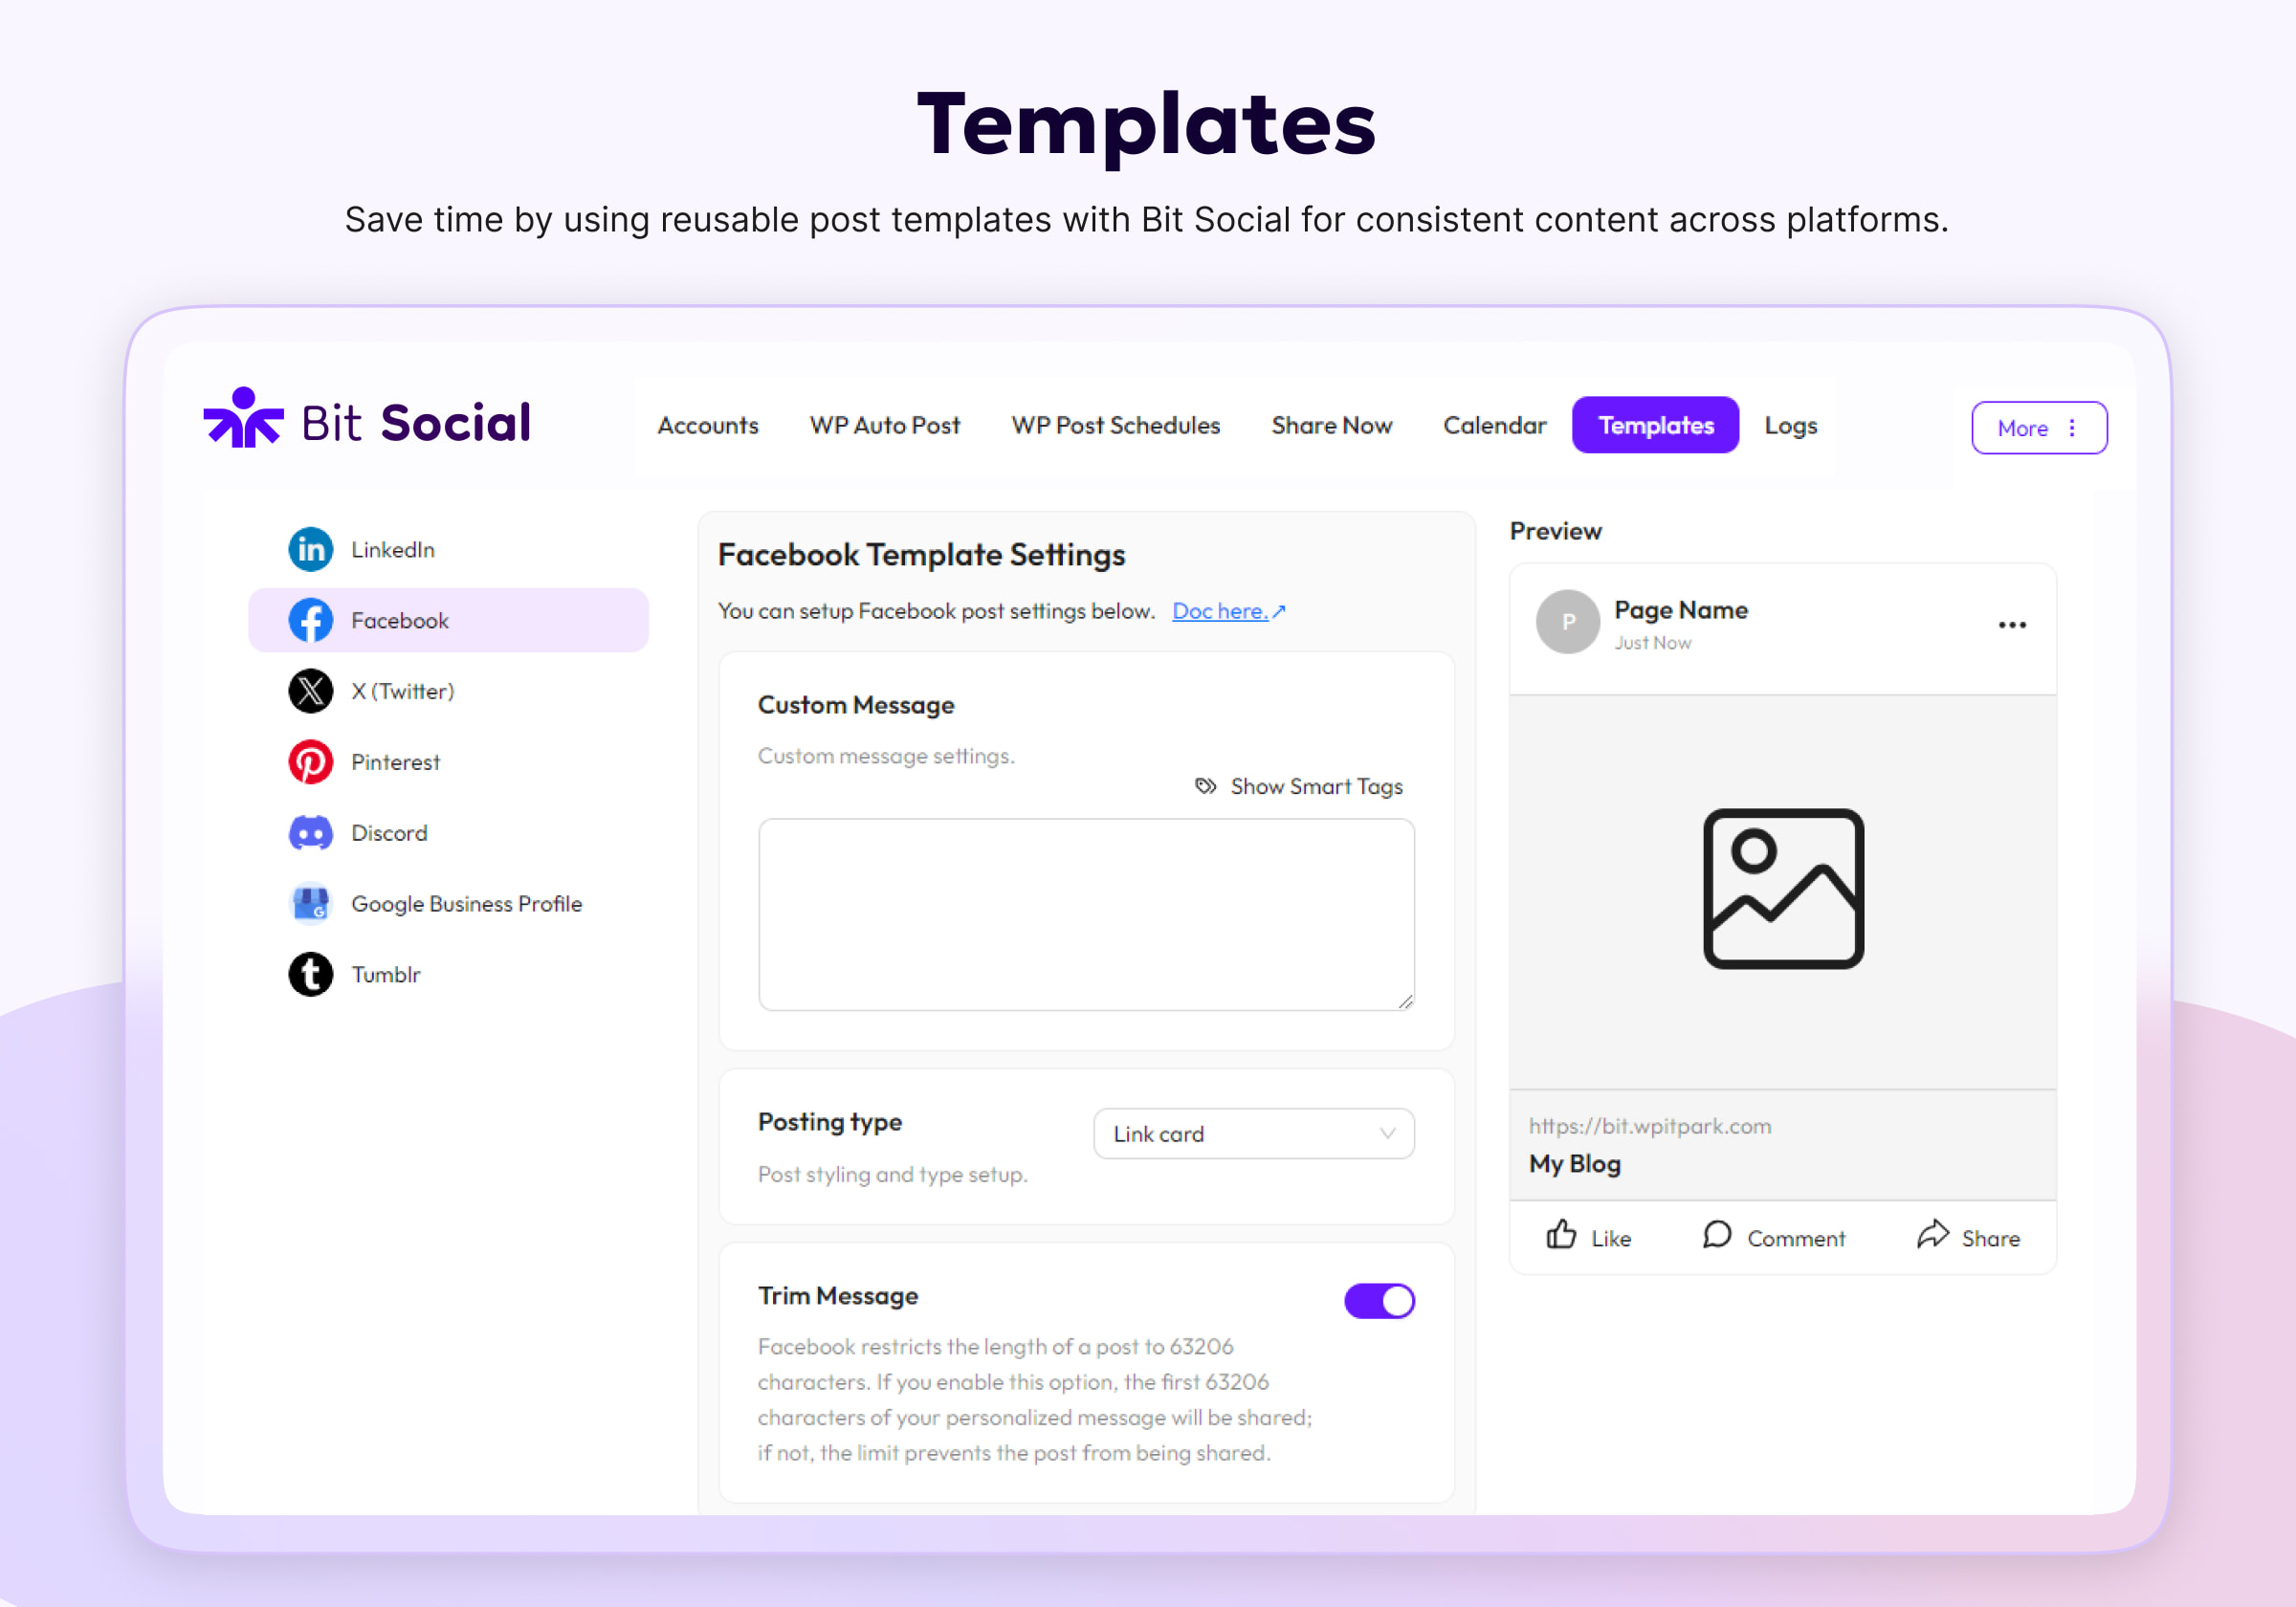 Templates
Save time by using reusable post templates with Bit Social for consistent content across platforms.
Bit Social
Accounts
WP Auto Post
WP Post Schedules
Share Now
Calendar
Templates
Logs
More
LinkedIn
Facebook
X (Twitter)
Pinterest
Discord
Google Business Profile
Tumblr
Facebook Template Settings
You can setup Facebook post settings below. Doc here.↗
Custom Message
Custom message settings.
Show Smart Tags
Posting type
Link card
Post styling and type setup.
Trim Message
Facebook restricts the length of a post to 63206
characters. If you enable this option, the first 63206
characters of your personalized message will be shared;
if not, the limit prevents the post from being shared.
Preview
P
Page Name
Just Now
https://bit.wpitpark.com
My Blog
Like
Comment
Share